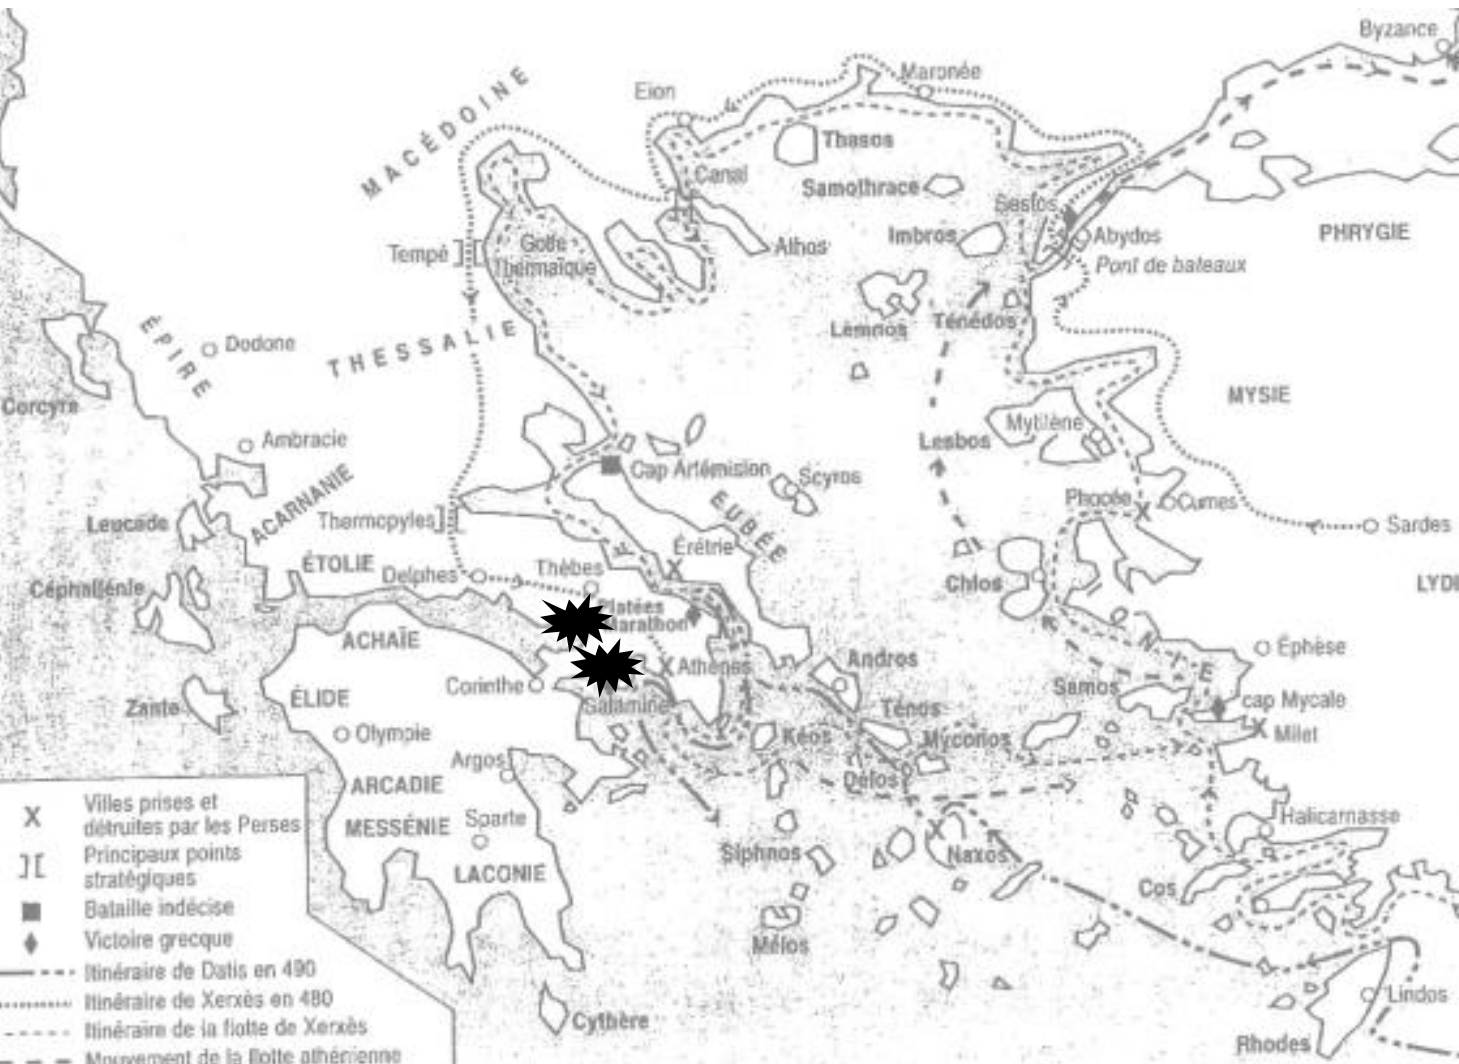 Byzance
Maronée
Eion
MACÉDOINE
Thasos
Canal
Samothrace
Sestos
Imbros
Abydos
PHRYGIE
Athos
Golfe
Thermaïque
Tempé
Pont de bateaux
Lemnos
Ténédos
ÉPIRE
Dodone
THESSALIE
MYSIE
Corcyre
Ambracie
Mytilène
Lesbos
Cap Artémision
Scyros
EUBÉE
Phocée
Cumes
ACARNANIE
Leucade
Thermopyles
Sardes
Érétrie
ÉTOLIE
Delphes
Thèbes
Céphallénie
Chios
LYDI
Platées
Marathon
ACHAÏE
IONIE
Éphèse
Athènes
Andros
Corinthe
ÉLIDE
Samos
cap Mycale
Zante
Salamine
Ténos
Olympie
Kéos
Myconos
Milet
Argos
Délos
ARCADIE
Villes prises et
détruites par les Perses
MESSÉNIE
Sparte
Halicarnasse
Siphnos
Naxos
Principaux points
stratégiques
LACONIE
Cos
Bataille indécise
Victoire grecque
Mélos
Itinéraire de Datis en 490
Itinéraire de Xerxès en 480
Lindos
Cythère
Itinéraire de la flotte de Xerxès
Rhodes
Mouvement de la flotte athénienne